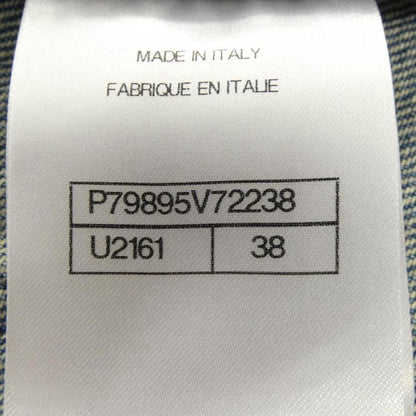 MADE IN ITALY
FABRIQUE EN ITALIE
P79895V72238
U2161 38